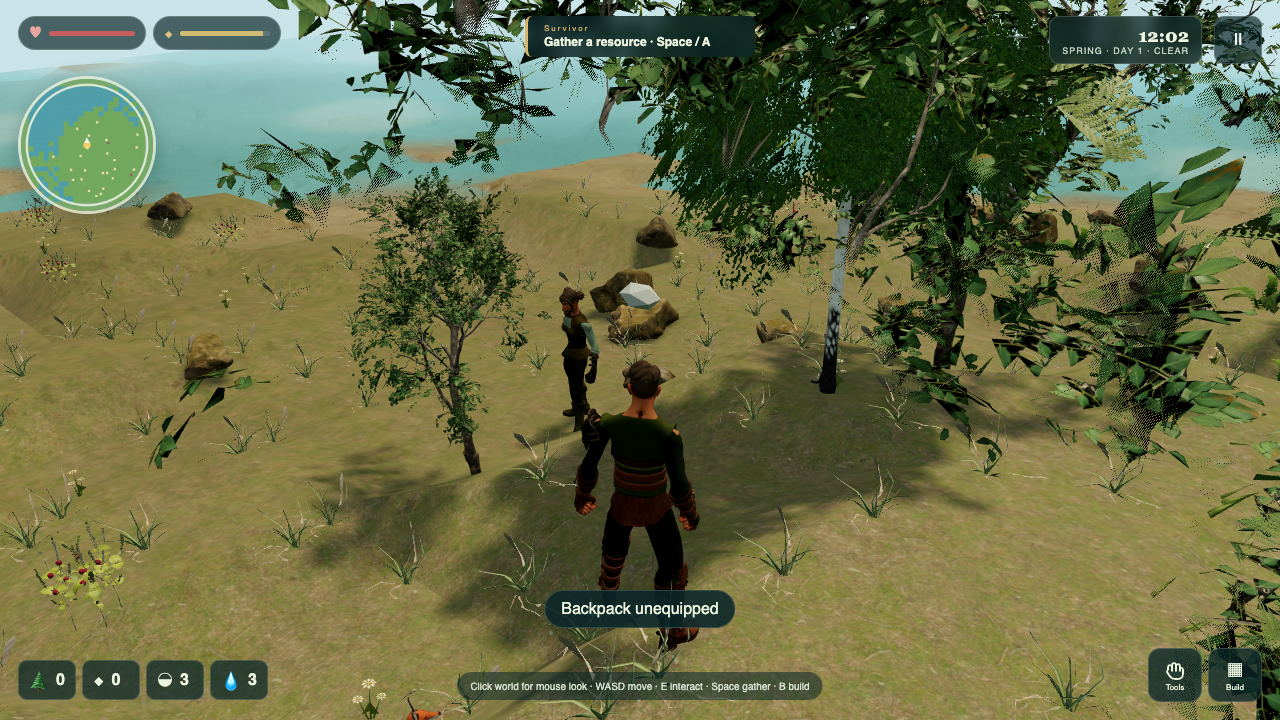 Survivor
Gather a resource · Space / A
12:02
SPRING · DAY 1 · CLEAR
Backpack unequipped
0
0
3
3
Click world for mouse look · WASD move · E interact · Space gather · B build
Tools
Build